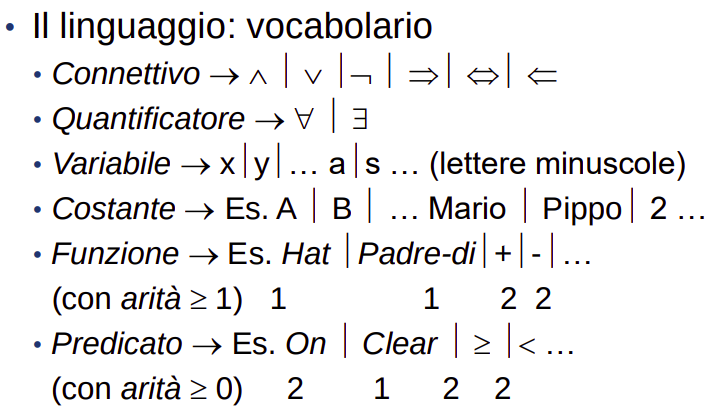 • Il linguaggio: vocabolario
• Connettivo → ∧ | ∨ | ¬ | ⇒ | ⇔ | ⇐
• Quantificatore → ∀ | ∃
• Variabile → x | y | … a | s … (lettere minuscole)
• Costante → Es. A | B | … Mario | Pippo | 2 …
• Funzione → Es. Hat | Padre-di | + | - | …
(con arità ≥ 1) 1 1 2 2
• Predicato → Es. On | Clear | ≥ | < …
(con arità ≥ 0) 2 1 2 2